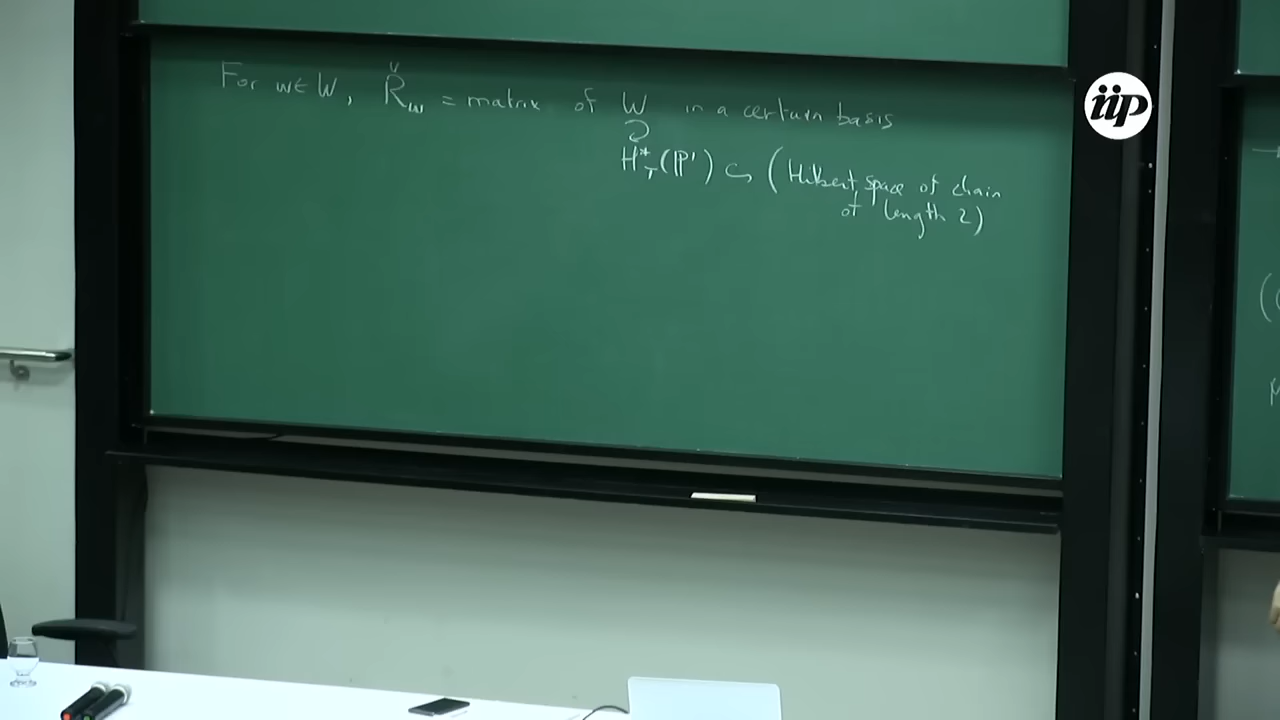 For w∈W, Ř_w = matrix of W in a certain basis
H*_T(ℙ¹) ↪ (Hilbert space of chain
of length 2)
iip